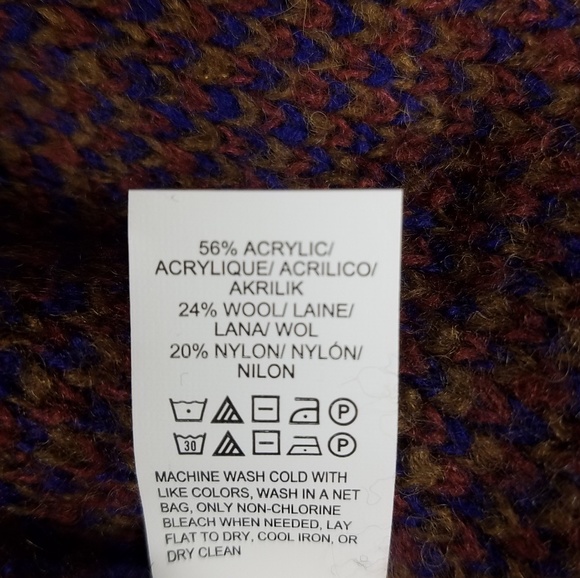 56% ACRYLIC/
ACRYLIQUE/ ACRILICO/
AKRILIK
24% WOOL/ LAINE/
LANA/ WOL
20% NYLON/ NYLÓN/
NILON
P
30 P
MACHINE WASH COLD WITH
LIKE COLORS, WASH IN A NET
BAG, ONLY NON-CHLORINE
BLEACH WHEN NEEDED, LAY
FLAT TO DRY, COOL IRON, OR
DRY CLEAN